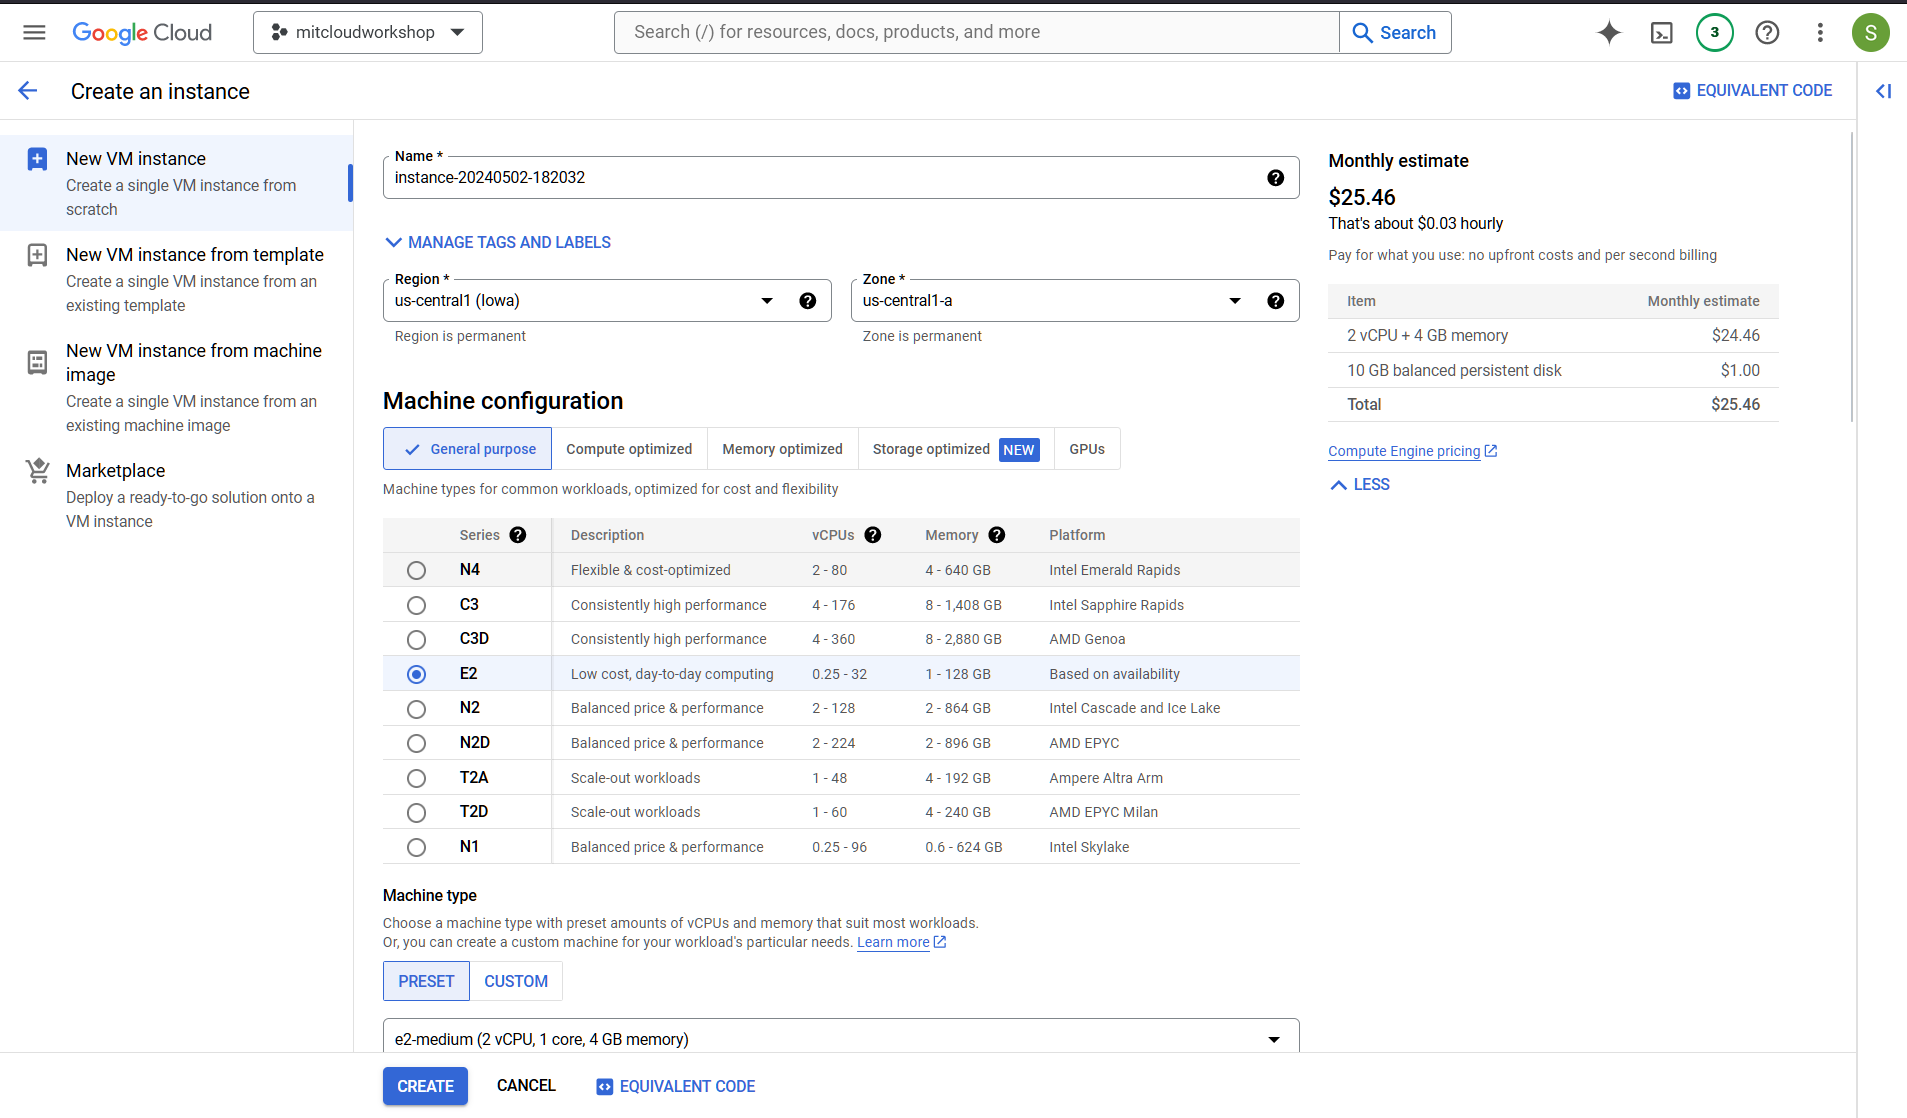 Google Cloud
mitcloudworkshop
Search (/) for resources, docs, products, and more
Search
3
S
Create an instance
EQUIVALENT CODE
New VM instance
Create a single VM instance from
scratch
New VM instance from template
Create a single VM instance from an
existing template
New VM instance from machine
image
Create a single VM instance from an
existing machine image
Marketplace
Deploy a ready-to-go solution onto a
VM instance
Name *
instance-20240502-182032
MANAGE TAGS AND LABELS
Region *
us-central1 (Iowa)
Region is permanent
Zone *
us-central1-a
Zone is permanent
Machine configuration
General purpose Compute optimized Memory optimized Storage optimized NEW GPUs
Machine types for common workloads, optimized for cost and flexibility
Series Description vCPUs Memory Platform
N4 Flexible & cost-optimized 2 - 80 4 - 640 GB Intel Emerald Rapids
C3 Consistently high performance 4 - 176 8 - 1,408 GB Intel Sapphire Rapids
C3D Consistently high performance 4 - 360 8 - 2,880 GB AMD Genoa
E2 Low cost, day-to-day computing 0.25 - 32 1 - 128 GB Based on availability
N2 Balanced price & performance 2 - 128 2 - 864 GB Intel Cascade and Ice Lake
N2D Balanced price & performance 2 - 224 2 - 896 GB AMD EPYC
T2A Scale-out workloads 1 - 48 4 - 192 GB Ampere Altra Arm
T2D Scale-out workloads 1 - 60 4 - 240 GB AMD EPYC Milan
N1 Balanced price & performance 0.25 - 96 0.6 - 624 GB Intel Skylake
Machine type
Choose a machine type with preset amounts of vCPUs and memory that suit most workloads.
Or, you can create a custom machine for your workload's particular needs. Learn more
PRESET CUSTOM
e2-medium (2 vCPU, 1 core, 4 GB memory)
CREATE CANCEL EQUIVALENT CODE
Monthly estimate
$25.46
That's about $0.03 hourly
Pay for what you use: no upfront costs and per second billing
Item Monthly estimate
2 vCPU + 4 GB memory $24.46
10 GB balanced persistent disk $1.00
Total $25.46
Compute Engine pricing
LESS